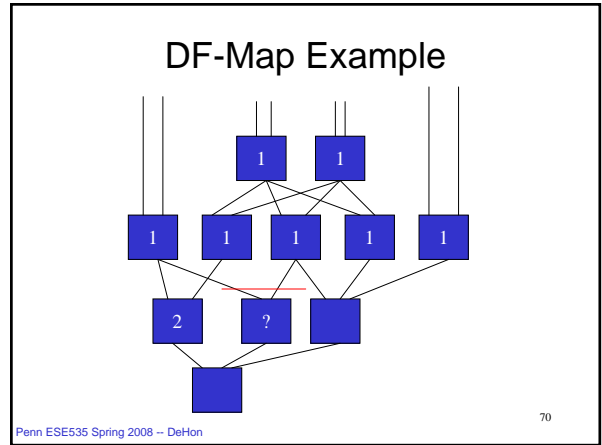 DF-Map Example
1 1
1 1 1 1 1
2 ?
70
Penn ESE535 Spring 2008 -- DeHon